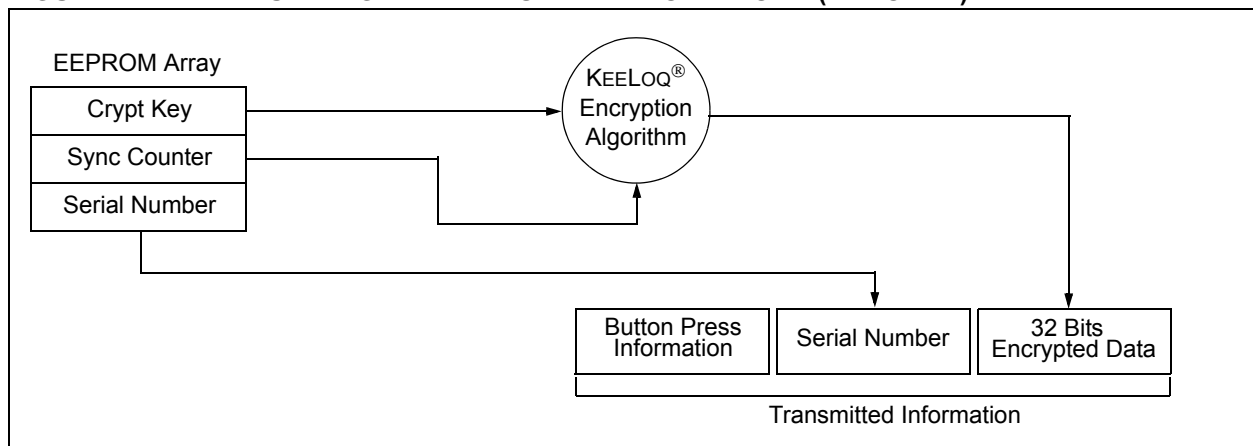 EEPROM Array
Crypt Key
Sync Counter
Serial Number
KEELOQ®
Encryption
Algorithm
Button Press
Information
Serial Number
32 Bits
Encrypted Data
Transmitted Information